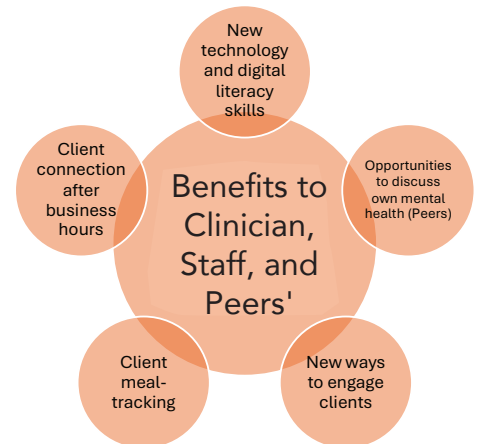 New
technology
and digital
literacy
skills
Client
connection
after
business
hours
Benefits to
Clinician,
Staff, and
Peers'
Opportunities
to discuss
own mental
health (Peers)
Client
meal-
tracking
New ways
to engage
clients